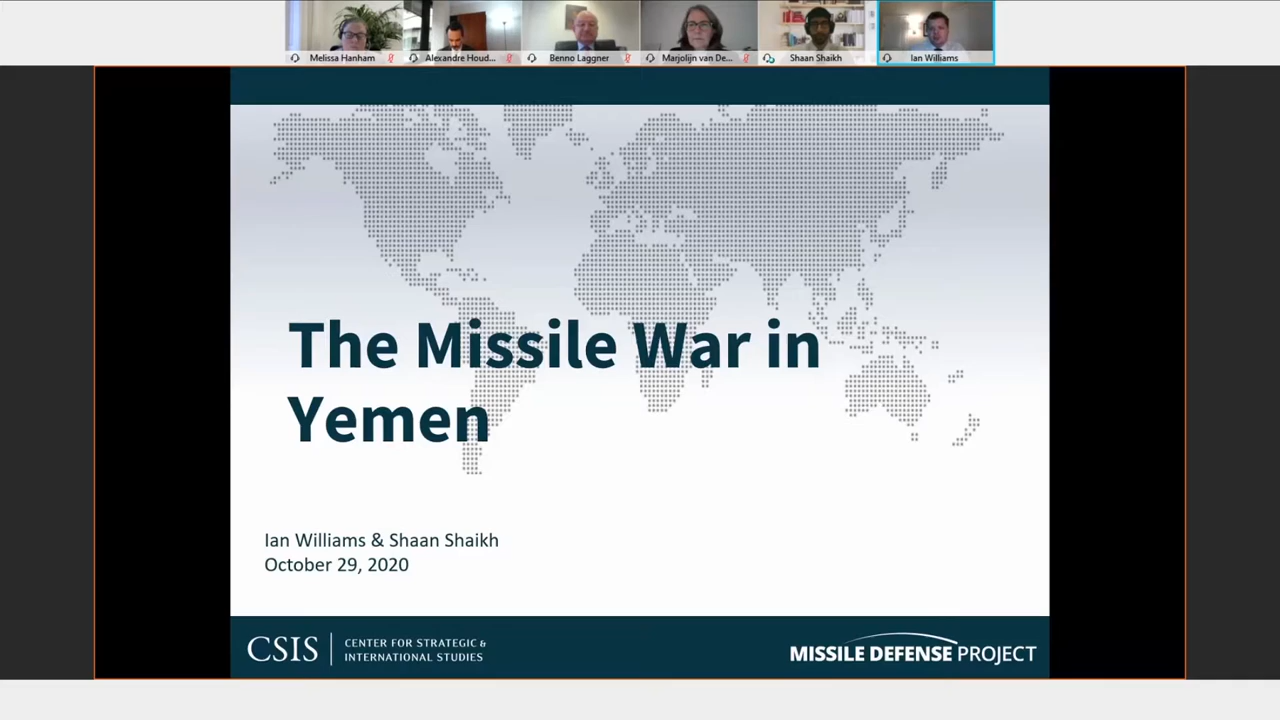 Melissa Hanham
Alexandre Houd...
Benno Laggner
Marjolijn van De...
Shaan Shaikh
Ian Williams
The Missile War in
Yemen
Ian Williams & Shaan Shaikh
October 29, 2020
CSIS
CENTER FOR STRATEGIC &
INTERNATIONAL STUDIES
MISSILE DEFENSE PROJECT